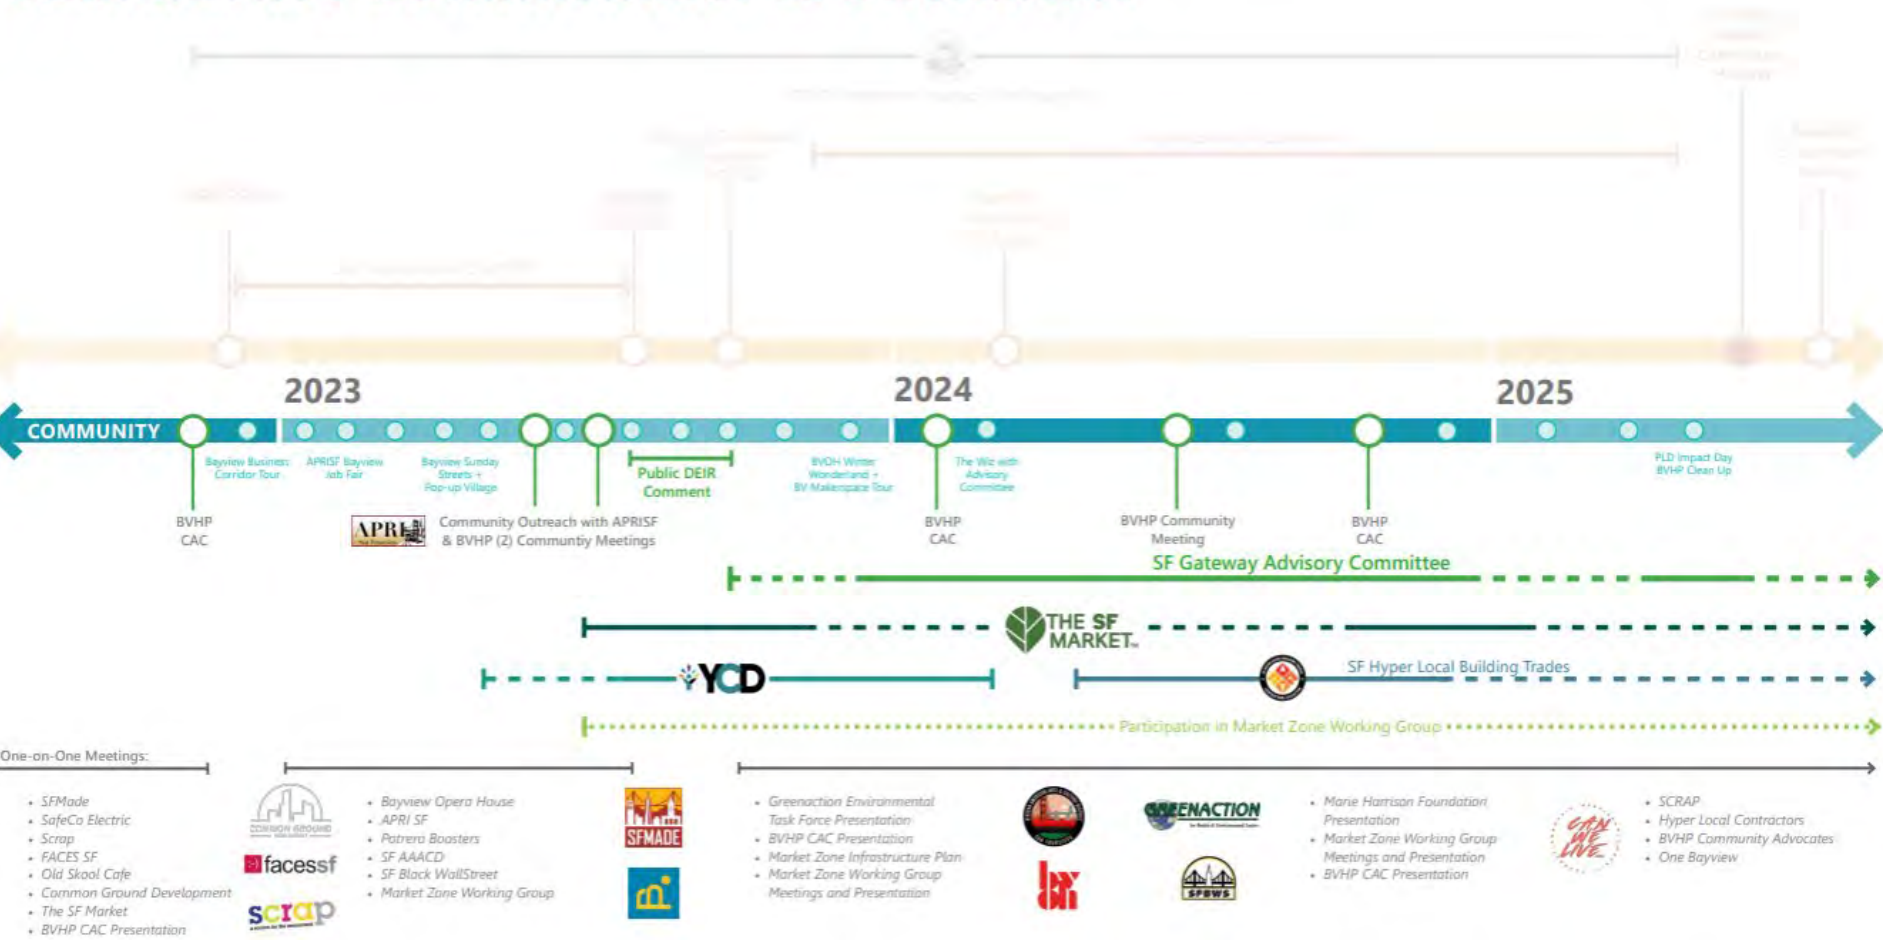 2023
2024
2025
COMMUNITY
Bayview Business
Corridor Tour
APRISF Bayview
Job Fair
Bayview Sunday
Streets +
Pop-up Village
Public DEIR
Comment
BVOH Winter
Wonderland +
BV Makerspace Tour
The Wiz with
Advisory
Committee
PLD Impact Day
BVHP Clean Up
BVHP
CAC
APRI
Community Outreach with APRISF
& BVHP (2) Communtiy Meetings
BVHP
CAC
BVHP Community
Meeting
BVHP
CAC
SF Gateway Advisory Committee
THE SF
MARKET
YCD
SF Hyper Local Building Trades
Participation in Market Zone Working Group
One-on-One Meetings:
• SFMade
• SafeCo Electric
• Scrap
• FACES SF
• Old Skool Cafe
• Common Ground Development
• The SF Market
• BVHP CAC Presentation
COMMON GROUND
facessf
scrap
• Bayview Opera House
• APRI SF
• Potrero Boosters
• SF AAACD
• SF Black WallStreet
• Market Zone Working Group
SFMADE
• Greenaction Environmental
Task Force Presentation
• BVHP CAC Presentation
• Market Zone Infrastructure Plan
• Market Zone Working Group
Meetings and Presentation
GREENACTION
SFBWS
• Marie Harrison Foundation
Presentation
• Market Zone Working Group
Meetings and Presentation
• BVHP CAC Presentation
CAN
WE
LIVE
• SCRAP
• Hyper Local Contractors
• BVHP Community Advocates
• One Bayview